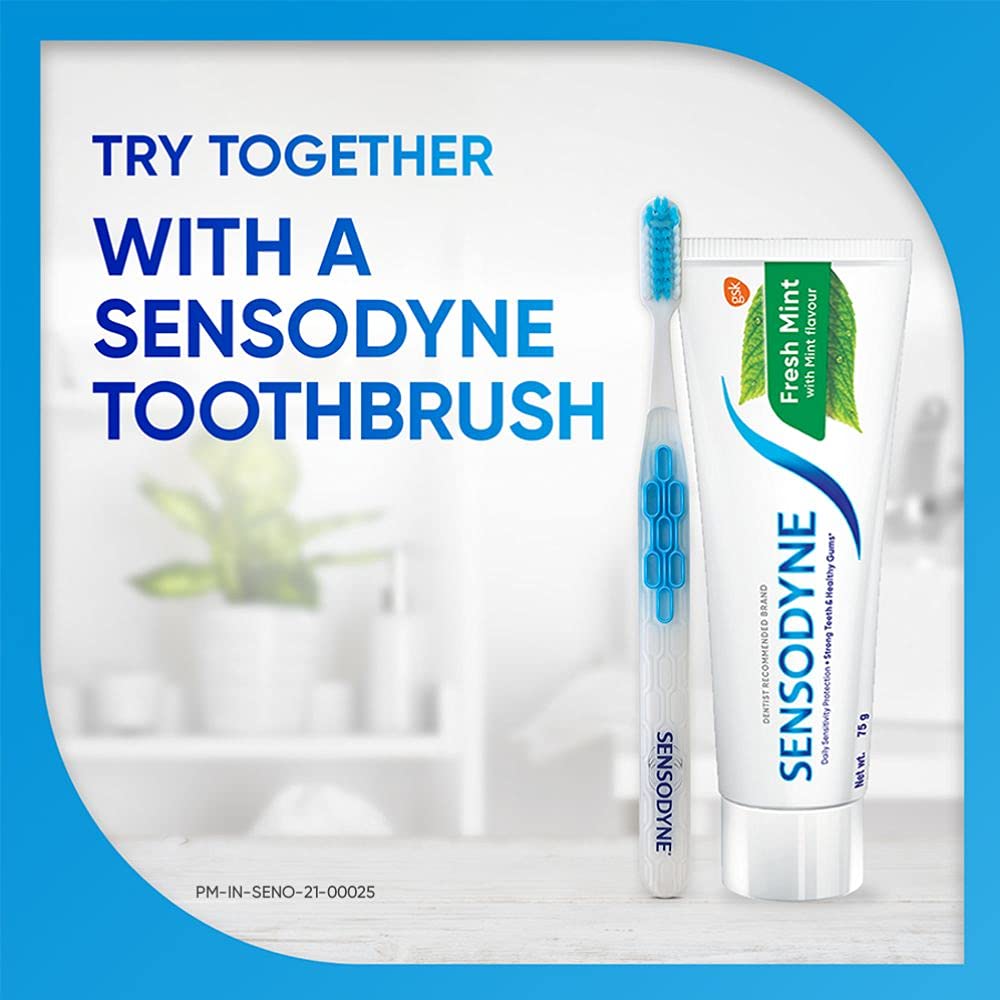 TRY TOGETHER
WITH A
SENSODYNE
TOOTHBRUSH
gsk
Fresh Mint
with Mint flavour
DENTIST RECOMMENDED BRAND
SENSODYNE
Daily Sensitivity Protection • Strong Teeth & Healthy Gums*
Net wt. 75 g
SENSODYNE
PM-IN-SENO-21-00025